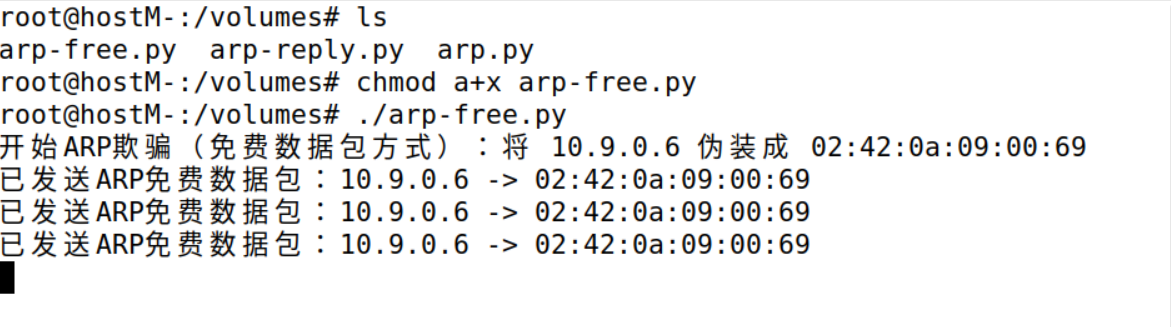 root@hostM-:/volumes# ls
arp-free.py  arp-reply.py  arp.py
root@hostM-:/volumes# chmod a+x arp-free.py
root@hostM-:/volumes# ./arp-free.py
开始ARP欺骗（免费数据包方式）：将 10.9.0.6 伪装成 02:42:0a:09:00:69
已发送ARP免费数据包：10.9.0.6 -> 02:42:0a:09:00:69
已发送ARP免费数据包：10.9.0.6 -> 02:42:0a:09:00:69
已发送ARP免费数据包：10.9.0.6 -> 02:42:0a:09:00:69